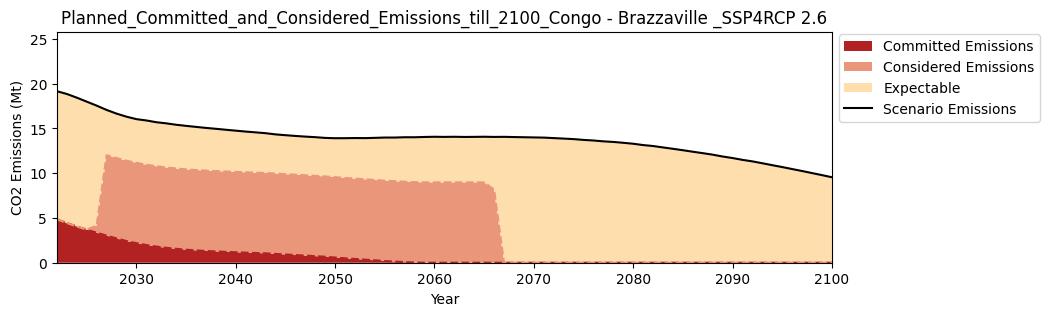 Planned_Committed_and_Considered_Emissions_till_2100_Congo - Brazzaville _SSP4RCP 2.6
CO2 Emissions (Mt)
25
20
15
10
5
0
2030 2040 2050 2060 2070 2080 2090 2100
Year
Committed Emissions
Considered Emissions
Expectable
Scenario Emissions